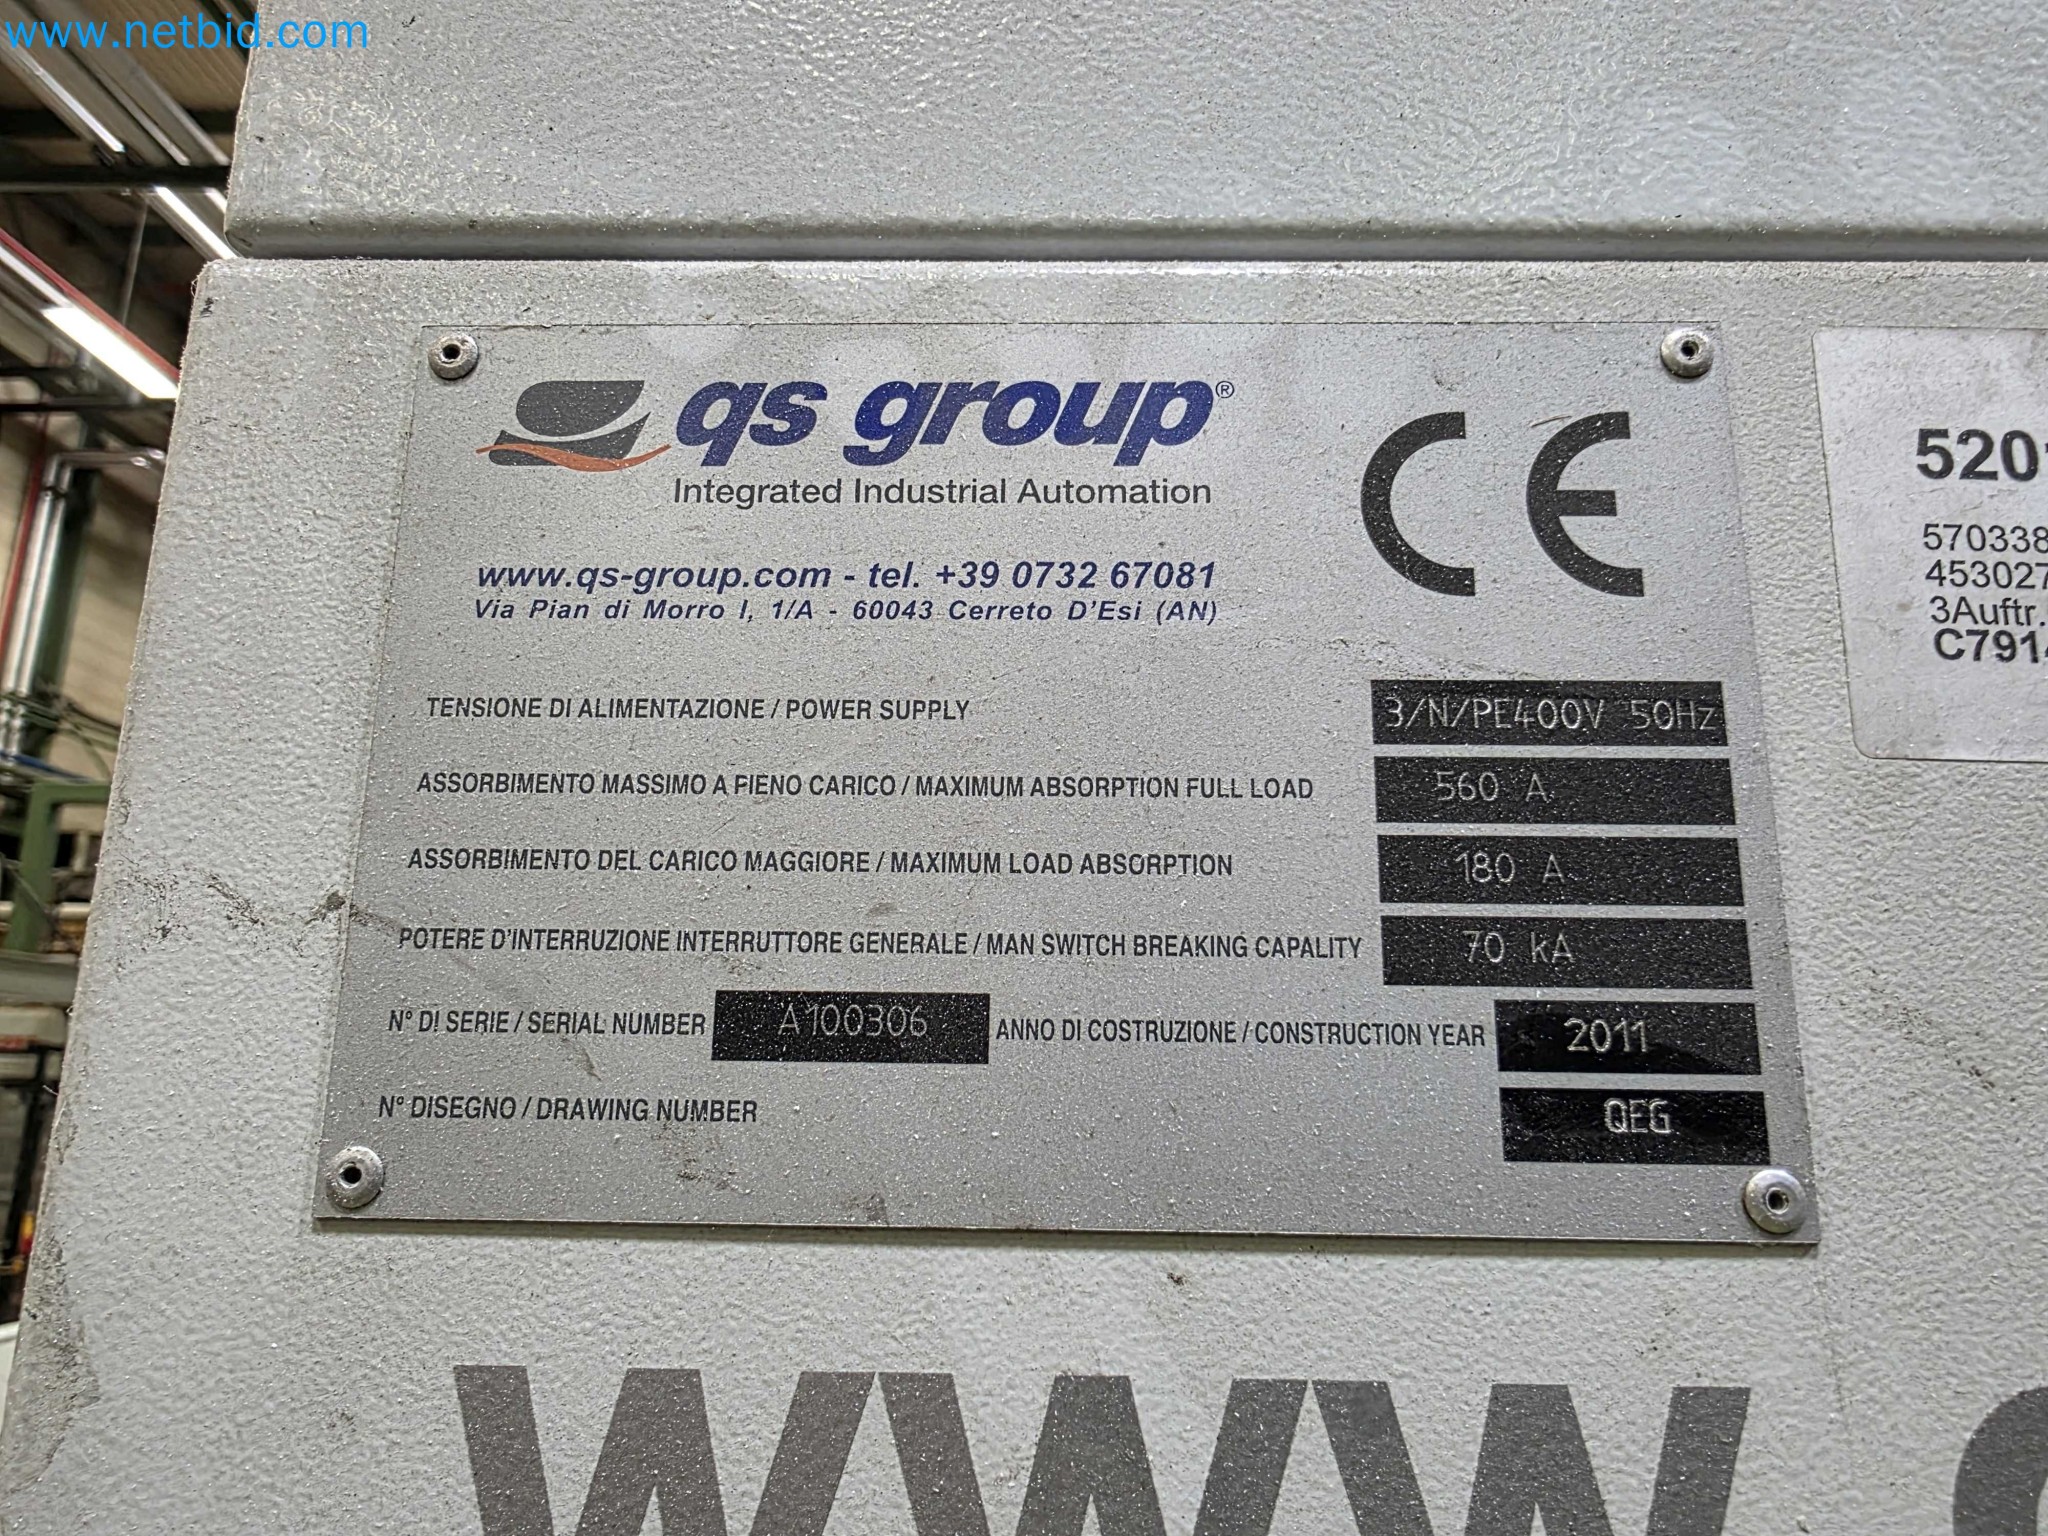 www.netbid.com
qs group®
Integrated Industrial Automation
CE
www.qs-group.com - tel. +39 0732 67081
Via Pian di Morro I, 1/A - 60043 Cerreto D'Esi (AN)
TENSIONE DI ALIMENTAZIONE / POWER SUPPLY 3/N/PE400V 50Hz
ASSORBIMENTO MASSIMO A PIENO CARICO / MAXIMUM ABSORPTION FULL LOAD 560 A
ASSORBIMENTO DEL CARICO MAGGIORE / MAXIMUM LOAD ABSORPTION 180 A
POTERE D'INTERRUZIONE INTERRUTTORE GENERALE / MAN SWITCH BREAKING CAPALITY 70 kA
N° DI SERIE / SERIAL NUMBER A100306 ANNO DI COSTRUZIONE / CONSTRUCTION YEAR 2011
N° DISEGNO / DRAWING NUMBER QEG
520
570338
453027
3Auftr.
C791
www.